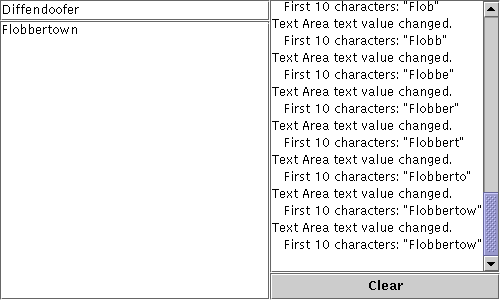 Diffendoofer
Flobbertown
First 10 characters: "Flob"
Text Area text value changed.
First 10 characters: "Flobb"
Text Area text value changed.
First 10 characters: "Flobbe"
Text Area text value changed.
First 10 characters: "Flobber"
Text Area text value changed.
First 10 characters: "Flobbert"
Text Area text value changed.
First 10 characters: "Flobberto"
Text Area text value changed.
First 10 characters: "Flobbertow"
Text Area text value changed.
First 10 characters: "Flobbertow"
Clear